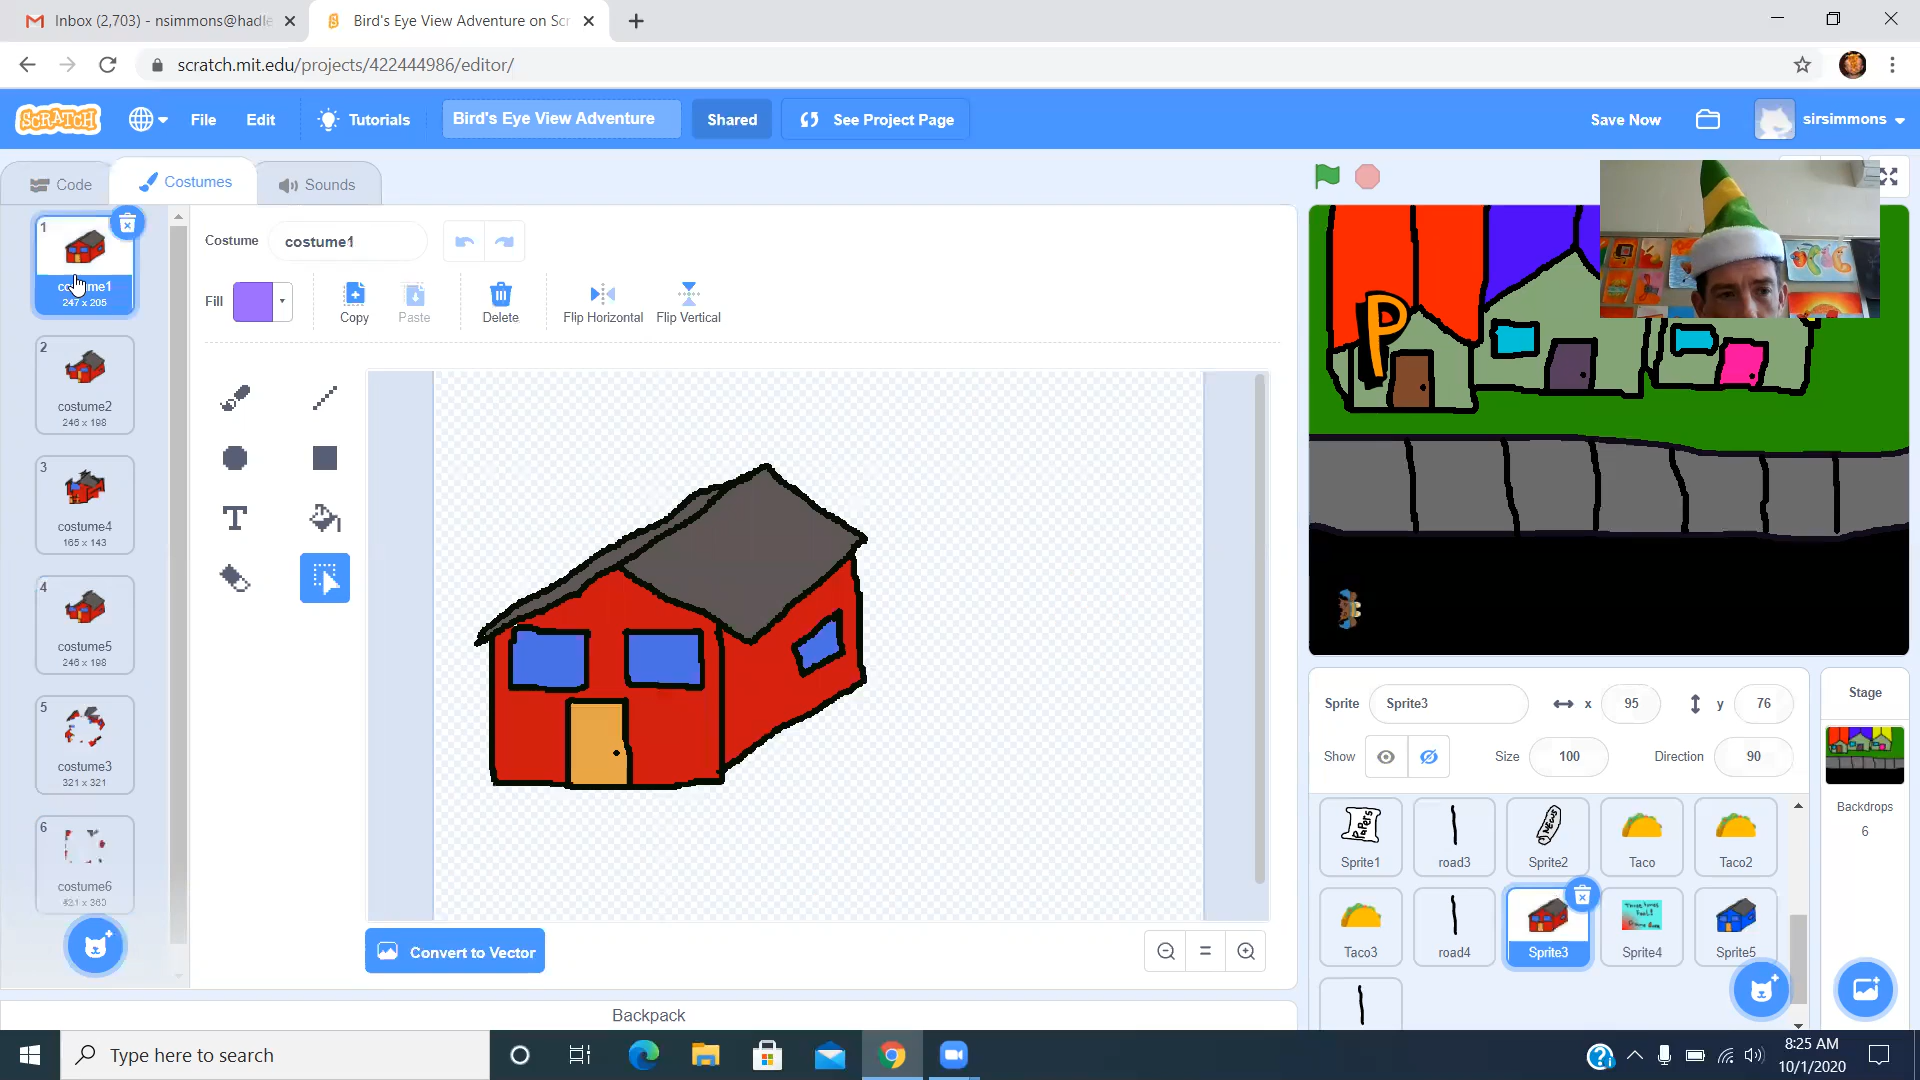 Inbox (2,703) - nsimmons@hadle
Bird's Eye View Adventure on Scr
scratch.mit.edu/projects/422444986/editor/
SCRATCH
File
Edit
Tutorials
Bird's Eye View Adventure
Shared
See Project Page
Save Now
sirsimmons
Code
Costumes
Sounds
1
costume1
247 x 205
2
costume2
246 x 198
3
costume4
165 x 143
4
costume5
246 x 198
5
costume3
321 x 321
6
costume6
421 x 360
Costume
costume1
Fill
Copy
Paste
Delete
Flip Horizontal
Flip Vertical
T
Convert to Vector
Backpack
P
Sprite
Sprite3
x
95
y
76
Show
Size
100
Direction
90
Stage
Backdrops
6
PaPers
Sprite1
road3
NEWS
Sprite2
Taco
Taco2
Taco3
road4
Sprite3
Sprite4
Sprite5
Type here to search
8:25 AM
10/1/2020